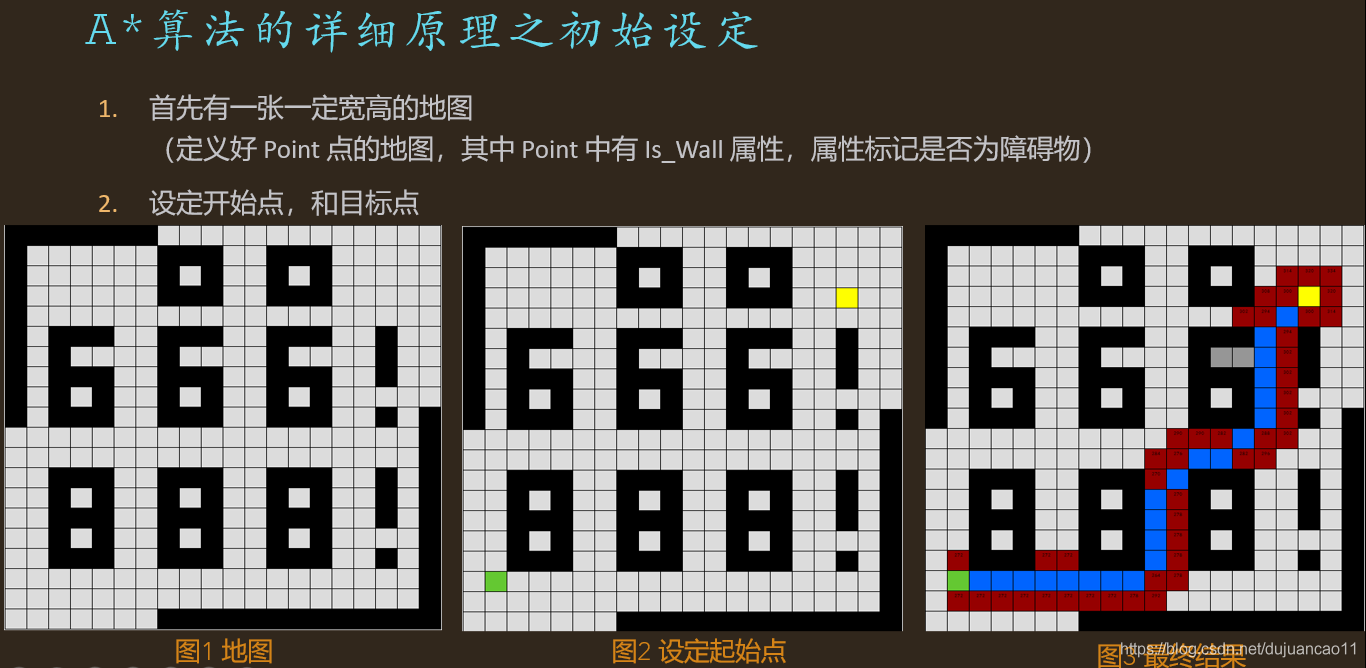 A*算法的详细原理之初始设定
1. 首先有一张一定宽高的地图
（定义好 Point 点的地图，其中 Point 中有 Is_Wall 属性，属性标记是否为障碍物）
2. 设定开始点，和目标点
图1 地图
图2 设定起始点
图3 最终结果
https://blog.csdn.net/dujuancao11